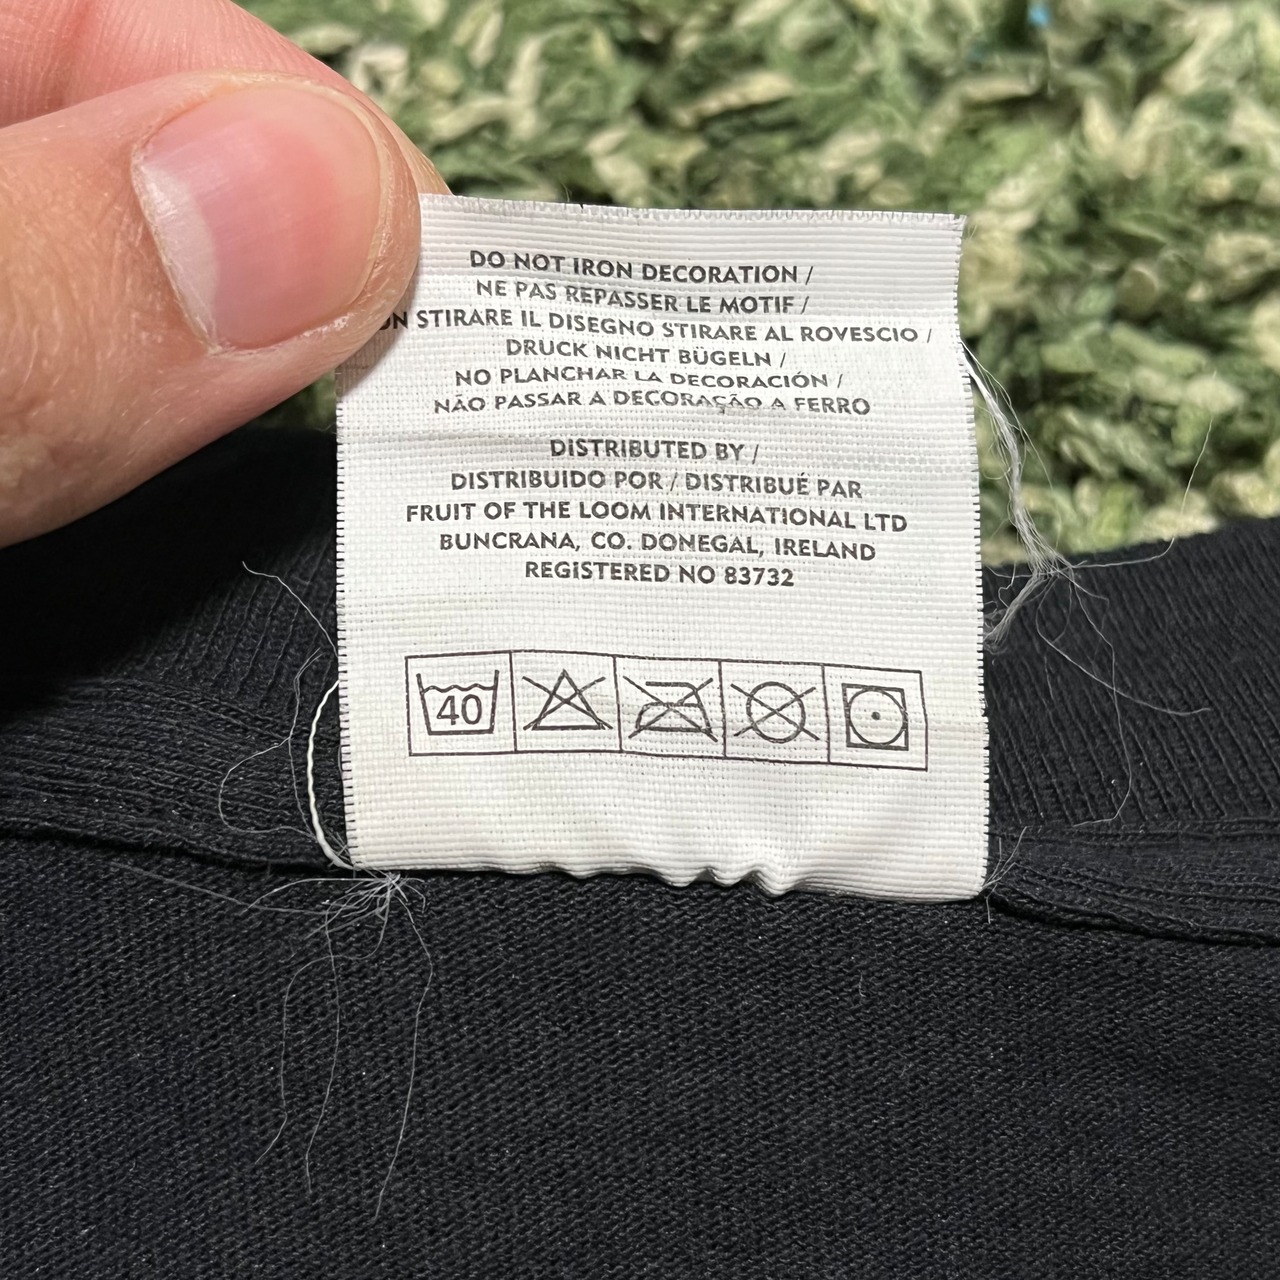 DO NOT IRON DECORATION /
NE PAS REPASSER LE MOTIF /
STIRARE IL DISEGNO STIRARE AL ROVESCIO /
DRUCK NICHT BÜGELN /
NO PLANCHAR LA DECORACIÓN /
NÃO PASSAR A DECORAÇÃO A FERRO
DISTRIBUTED BY /
DISTRIBUIDO POR / DISTRIBUÉ PAR
FRUIT OF THE LOOM INTERNATIONAL LTD
BUNCRANA, CO. DONEGAL, IRELAND
REGISTERED NO 83732
40